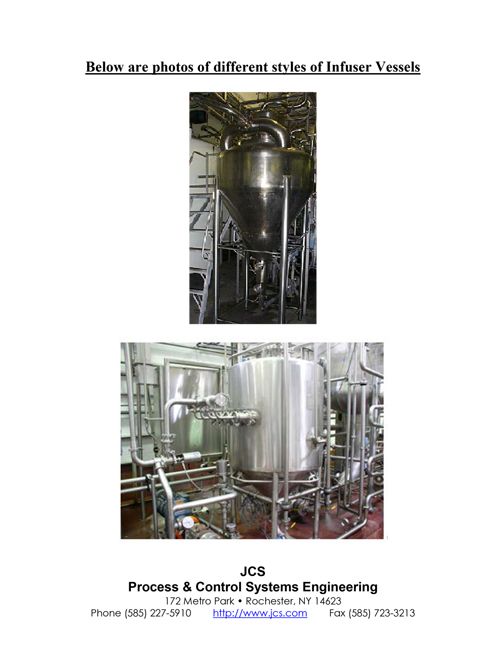 Below are photos of different styles of Infuser Vessels
JCS
Process & Control Systems Engineering
172 Metro Park • Rochester, NY 14623
Phone (585) 227-5910 http://www.jcs.com Fax (585) 723-3213